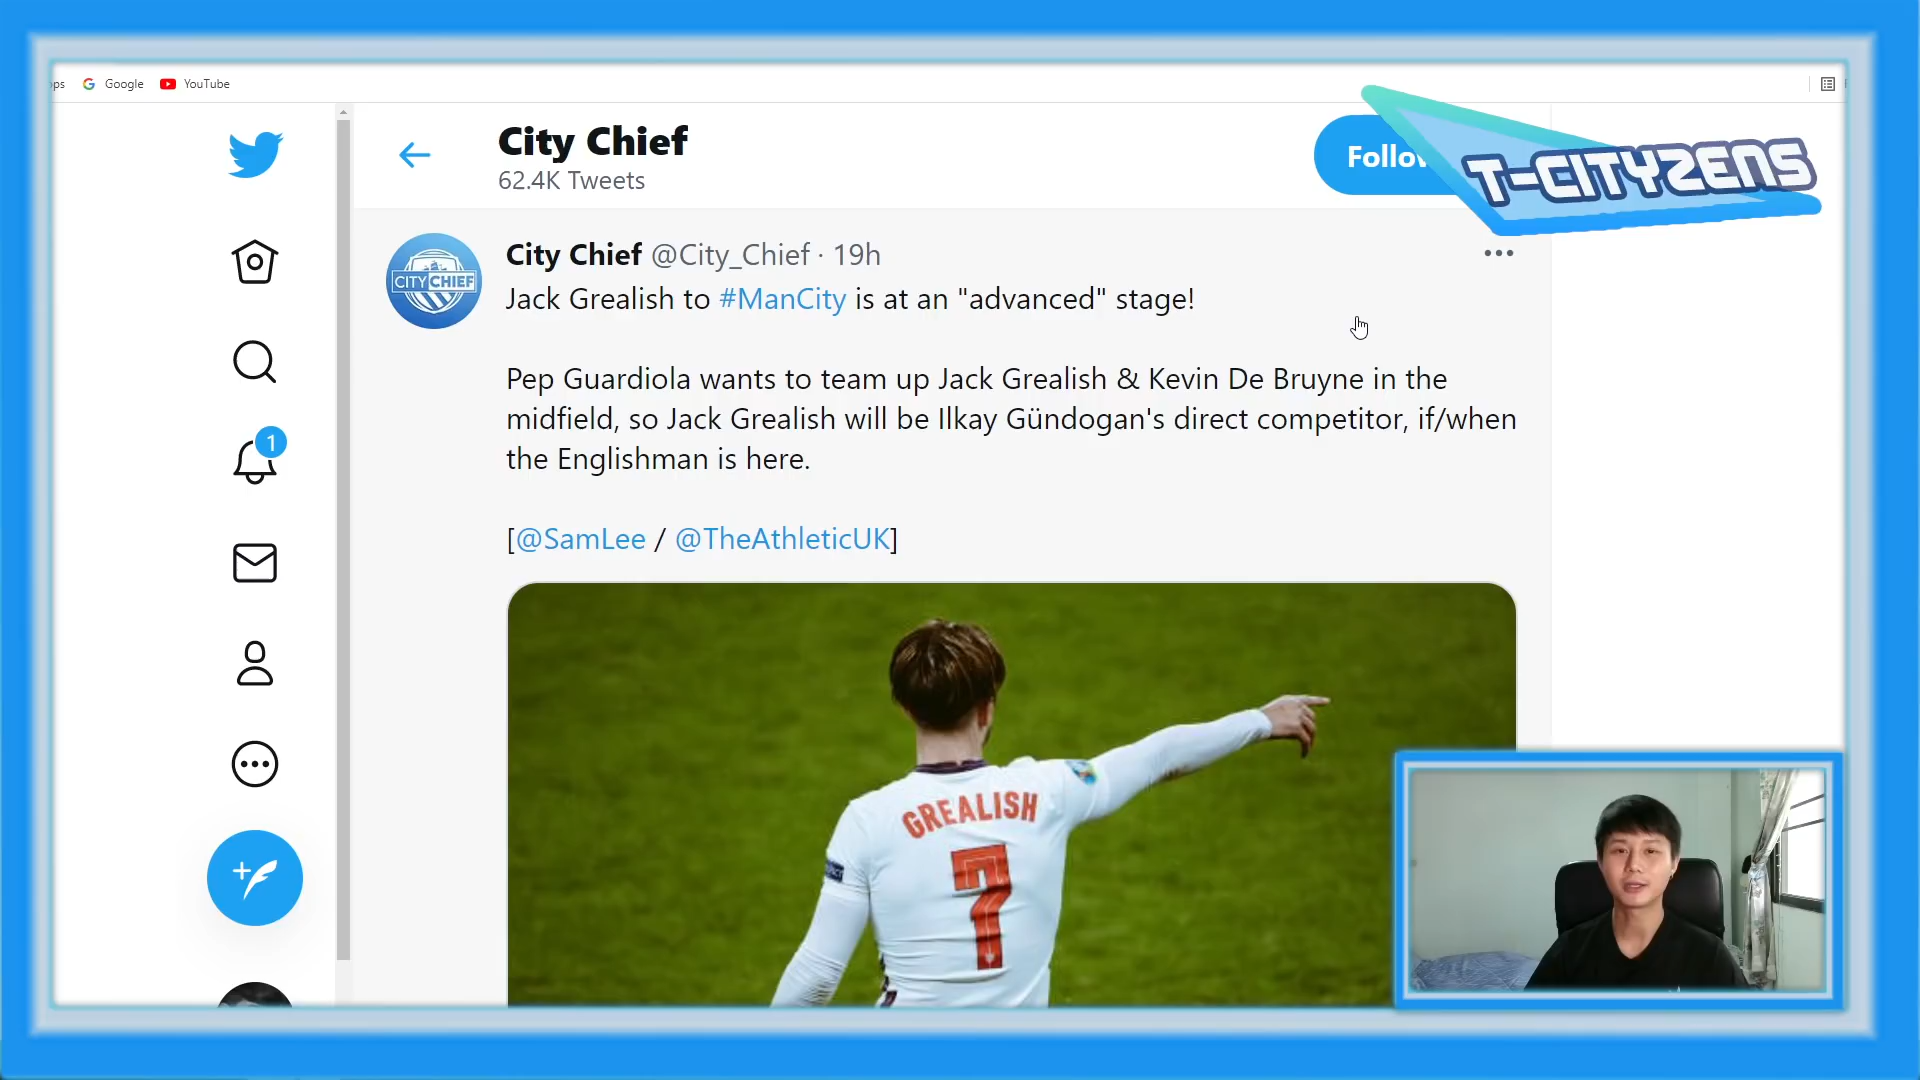 Google YouTube
City Chief
62.4K Tweets
T-CITYZENS
City Chief @City_Chief · 19h
CITY CHIEF
Jack Grealish to #ManCity is at an "advanced" stage!
1
Pep Guardiola wants to team up Jack Grealish & Kevin De Bruyne in the
midfield, so Jack Grealish will be Ilkay Gündogan's direct competitor, if/when
the Englishman is here.
[@SamLee / @TheAthleticUK]
GREALISH
7